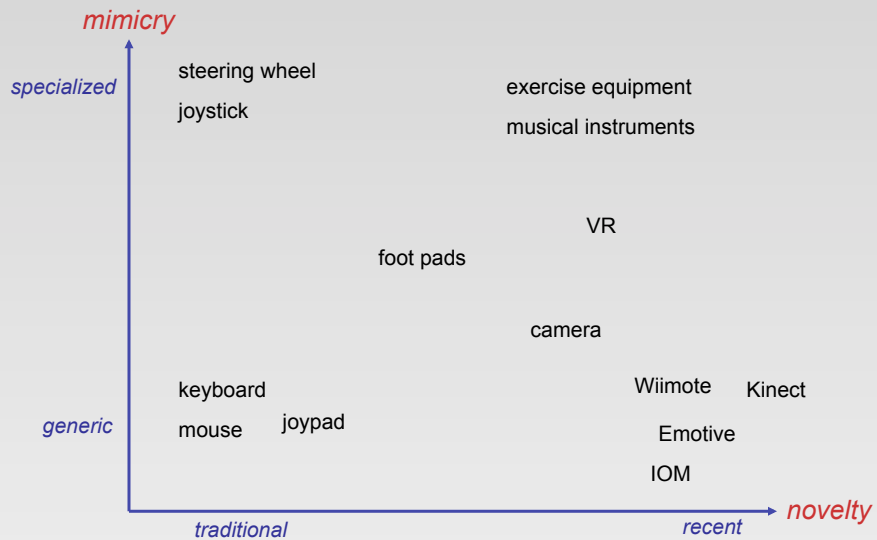 mimicry
specialized
steering wheel
joystick
exercise equipment
musical instruments
VR
foot pads
camera
keyboard
Wiimote
Kinect
generic
mouse
joypad
Emotive
IOM
novelty
traditional
recent